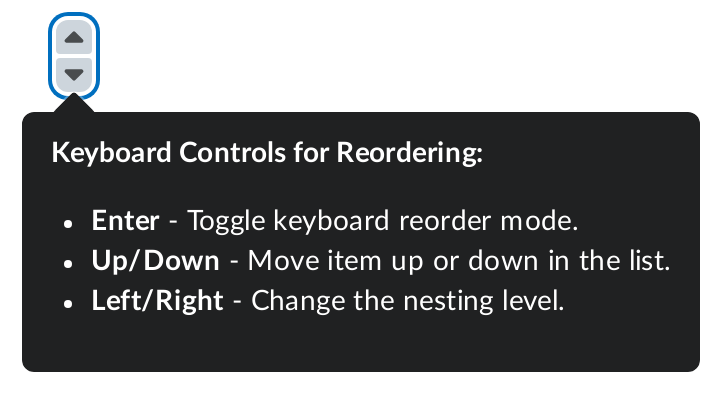 Keyboard Controls for Reordering:
• Enter - Toggle keyboard reorder mode.
• Up/Down - Move item up or down in the list.
• Left/Right - Change the nesting level.